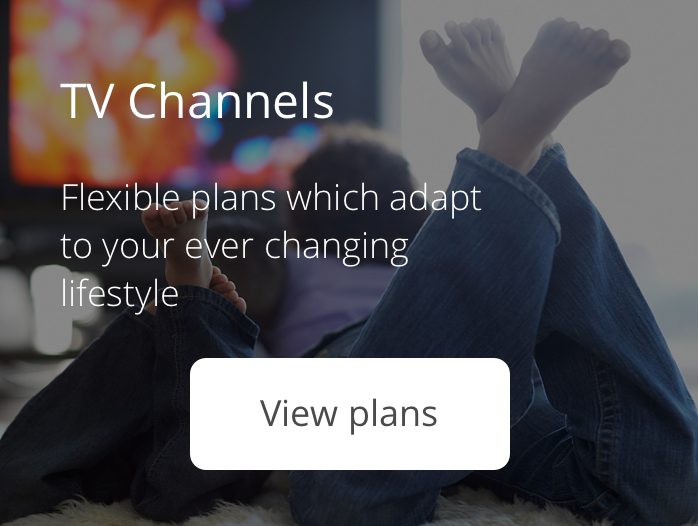 TV Channels
Flexible plans which adapt
to your ever changing
lifestyle
View plans